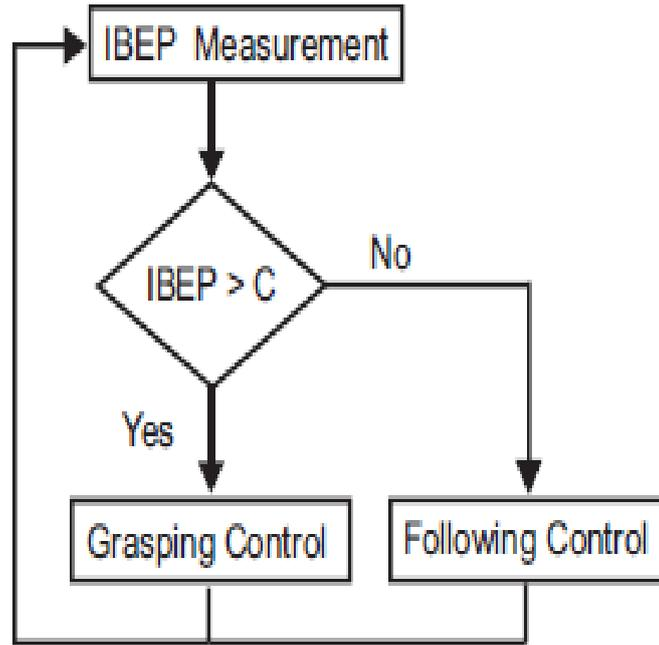 IBEP Measurement
IBEP > C
No
Yes
Grasping Control
Following Control